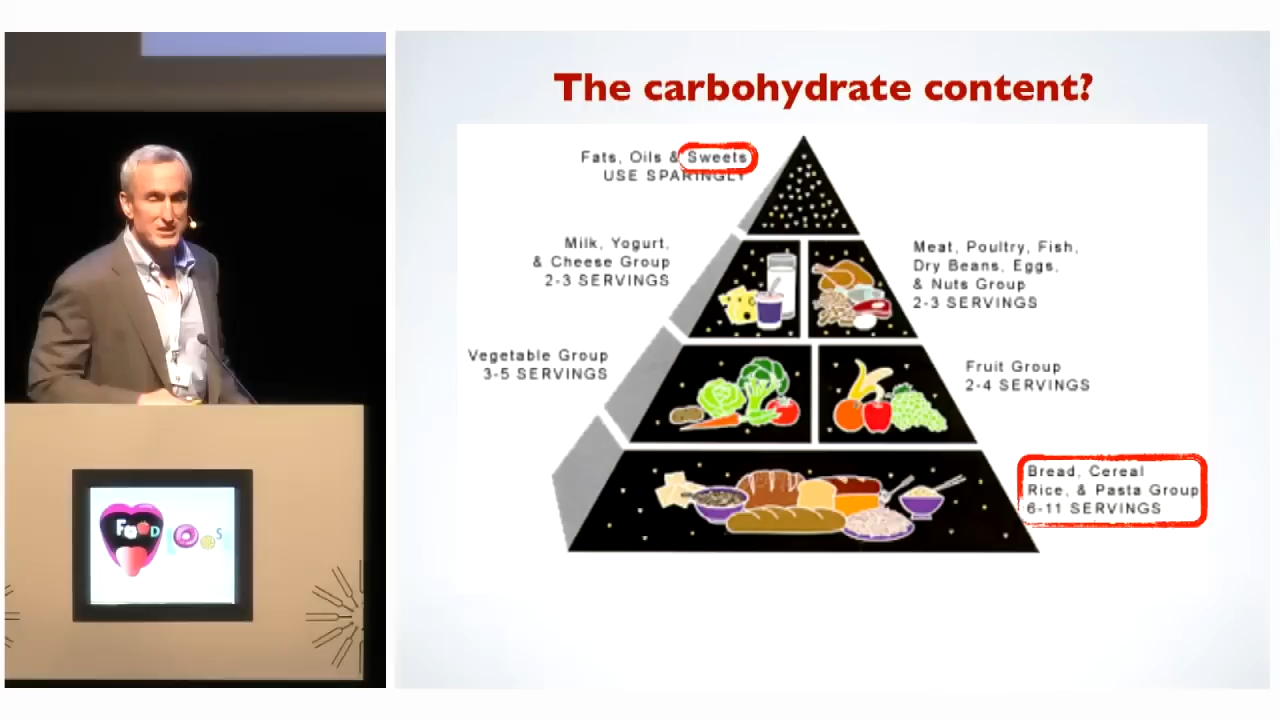 The carbohydrate content?
Fats, Oils & Sweets
USE SPARINGLY
Milk, Yogurt,
& Cheese Group
2-3 SERVINGS
Meat, Poultry, Fish,
Dry Beans, Eggs,
& Nuts Group
2-3 SERVINGS
Vegetable Group
3-5 SERVINGS
Fruit Group
2-4 SERVINGS
Bread, Cereal
Rice, & Pasta Group
6-11 SERVINGS
FOOD